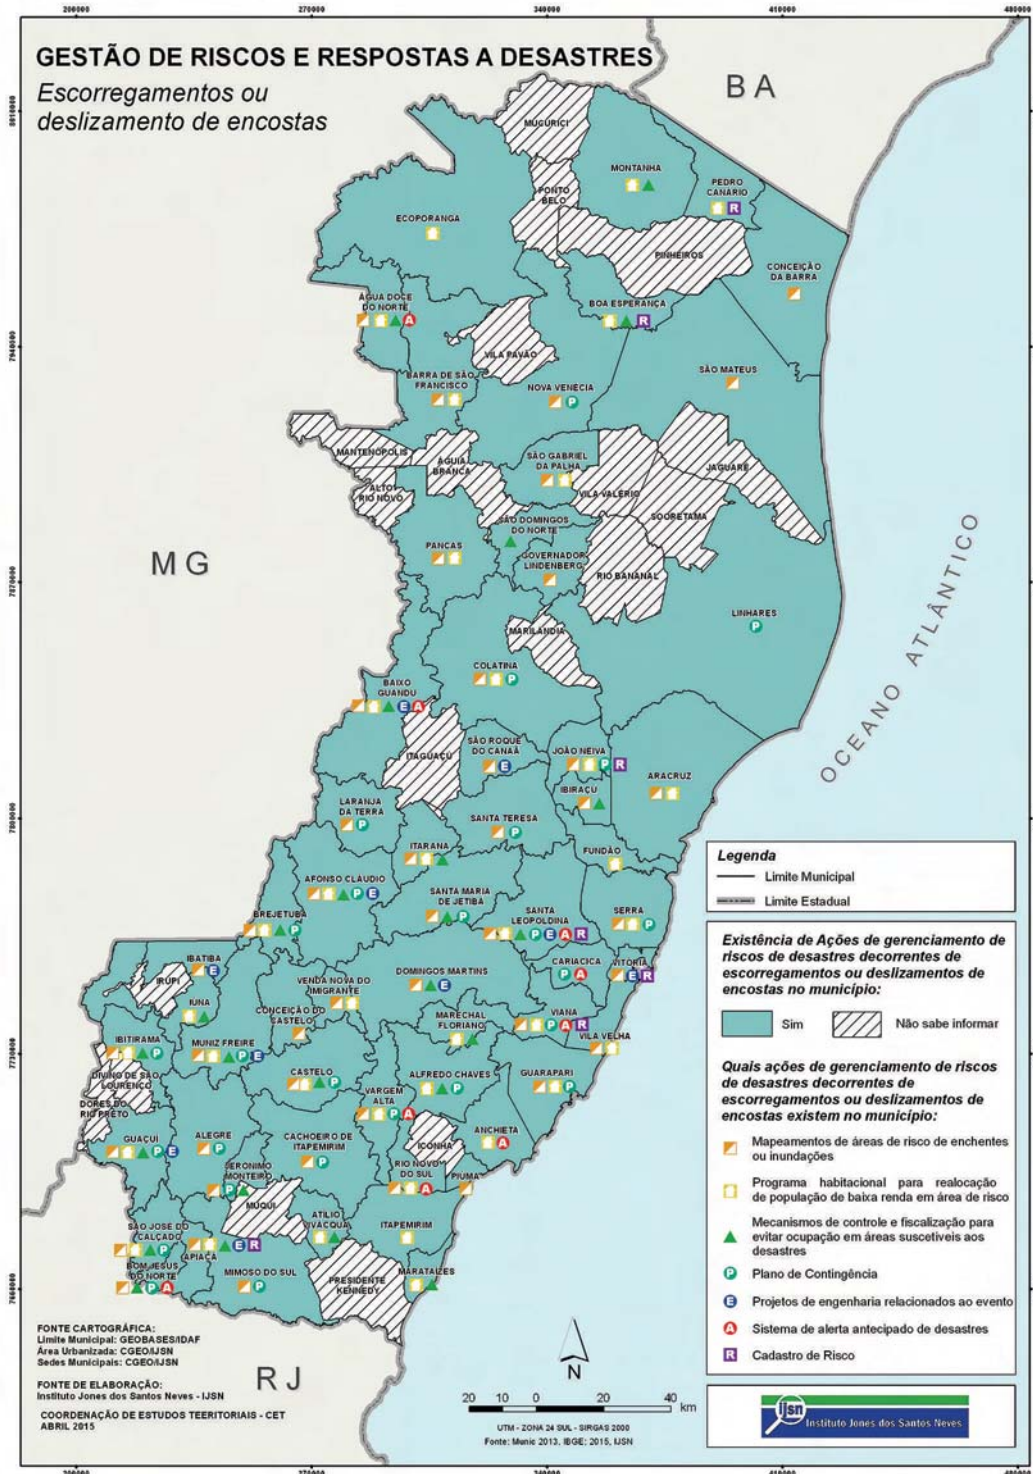 200000 270000 340000 410000 480000
GESTÃO DE RISCOS E RESPOSTAS A DESASTRES
Escorregamentos ou
deslizamento de encostas
BA
8010000
7940000
7870000
7800000
7730000
7660000
MUCURICI
MONTANHA
PONTO
BELO
PEDRO
CANÁRIO
R
ECOPORANGA
PINHEIROS
CONCEIÇÃO
DA BARRA
ÁGUA DOCE
DO NORTE
A
BOA ESPERANÇA
R
VILA PAVÃO
SÃO MATEUS
BARRA DE SÃO
FRANCISCO
NOVA VENÉCIA
P
MANTENÓPOLIS
ÁGUIA
BRANCA
SÃO GABRIEL
DA PALHA
JAGUARÉ
ALTO
RIO NOVO
VILA VALÉRIO
SOORETAMA
SÃO DOMINGOS
DO NORTE
PANCAS
GOVERNADOR
LINDENBERG
RIO BANANAL
MG
LINHARES
P
MARILÂNDIA
COLATINA
P
OCEANO ATLÂNTICO
BAIXO
GUANDU
E A
ITAGUAÇU
SÃO ROQUE
DO CANAÃ
E
JOÃO NEIVA
P R
ARACRUZ
IBIRAÇU
LARANJA
DA TERRA
P
SANTA TERESA
P
ITARANA
FUNDÃO
AFONSO CLÁUDIO
P E
SANTA MARIA
DE JETIBÁ
P
SANTA
LEOPOLDINA
P E A R
SERRA
P
BREJETUBA
P
IBATIBA
E
CARIACICA
P A
VITÓRIA
E R
IRUPI
DOMINGOS MARTINS
E
VENDA NOVA DO
IMIGRANTE
IÚNA
CONCEIÇÃO DO
CASTELO
MARECHAL
FLORIANO
VIANA
P A R
VILA VELHA
IBITIRAMA
P
MUNIZ FREIRE
P E
DIVINO DE SÃO
LOURENÇO
CASTELO
P
ALFREDO CHAVES
P
GUARAPARI
P
VARGEM
ALTA
P A
DORES DO
RIO PRETO
GUAÇUÍ
P E
ALEGRE
P
CACHOEIRO DE
ITAPEMIRIM
P
ICONHA
ANCHIETA
A
JERÔNIMO
MONTEIRO
P
RIO NOVO
DO SUL
A
PIÚMA
MUQUI
SÃO JOSÉ DO
CALÇADO
P
ATÍLIO
VIVÁCQUA
ITAPEMIRIM
APIACÁ
E R
BOM JESUS
DO NORTE
P A
MIMOSO DO SUL
P
PRESIDENTE
KENNEDY
MARATAÍZES
RJ
Legenda
Limite Municipal
Limite Estadual
Existência de Ações de gerenciamento de
riscos de desastres decorrentes de
escorregamentos ou deslizamentos de
encostas no município:
Sim Não sabe informar
Quais ações de gerenciamento de riscos
de desastres decorrentes de
escorregamentos ou deslizamentos de
encostas existem no município:
Mapeamentos de áreas de risco de enchentes
ou inundações
Programa habitacional para realocação
de população de baixa renda em área de risco
Mecanismos de controle e fiscalização para
evitar ocupação em áreas suscetíveis aos
desastres
P Plano de Contingência
E Projetos de engenharia relacionados ao evento
A Sistema de alerta antecipado de desastres
R Cadastro de Risco
ijsn Instituto Jones dos Santos Neves
FONTE CARTOGRÁFICA:
Limite Municipal: GEOBASES/IDAF
Área Urbanizada: CGEO/IJSN
Sedes Municipais: CGEO/IJSN
FONTE DE ELABORAÇÃO:
Instituto Jones dos Santos Neves - IJSN
COORDENAÇÃO DE ESTUDOS TEERITORIAIS - CET
ABRIL 2015
N
20 10 0 20 40
km
UTM - ZONA 24 SUL - SIRGAS 2000
Fonte: Munic 2013, IBGE; 2015, IJSN